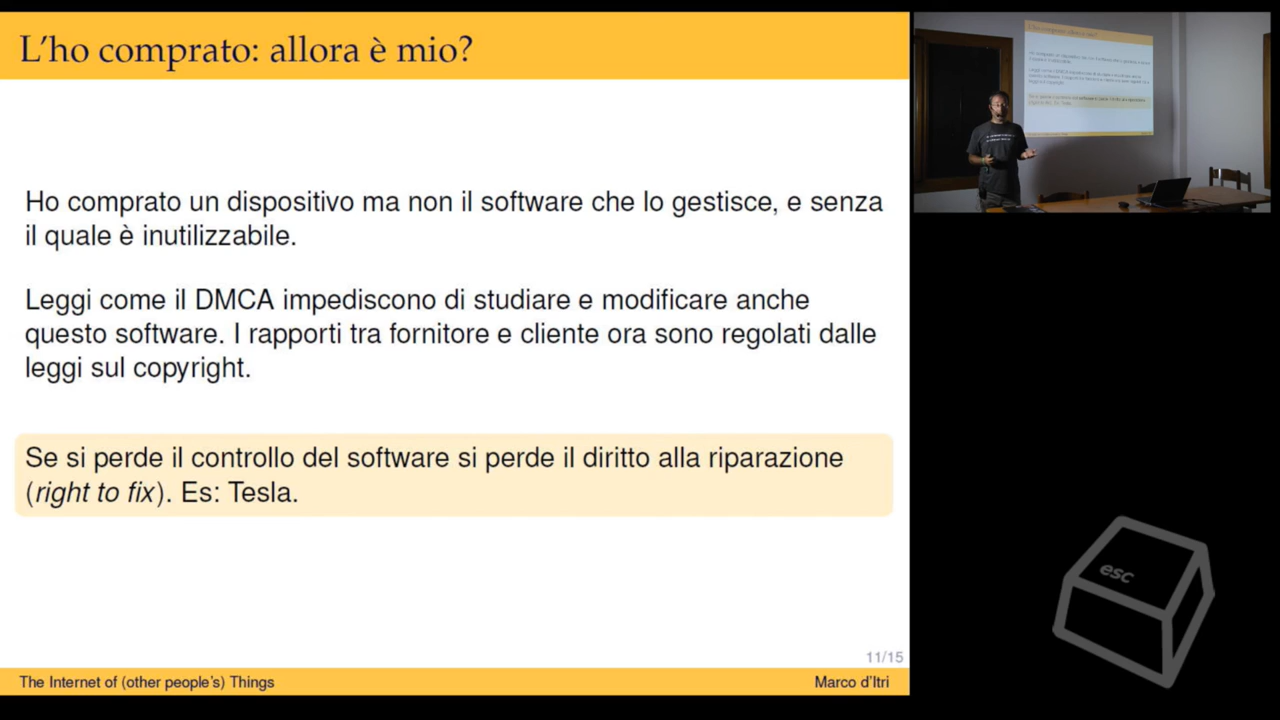 L'ho comprato: allora è mio?
Ho comprato un dispositivo ma non il software che lo gestisce, e senza
il quale è inutilizzabile.
Leggi come il DMCA impediscono di studiare e modificare anche
questo software. I rapporti tra fornitore e cliente ora sono regolati dalle
leggi sul copyright.
Se si perde il controllo del software si perde il diritto alla riparazione
(right to fix). Es: Tesla.
11/15
The Internet of (other people's) Things
Marco d'Itri
esc